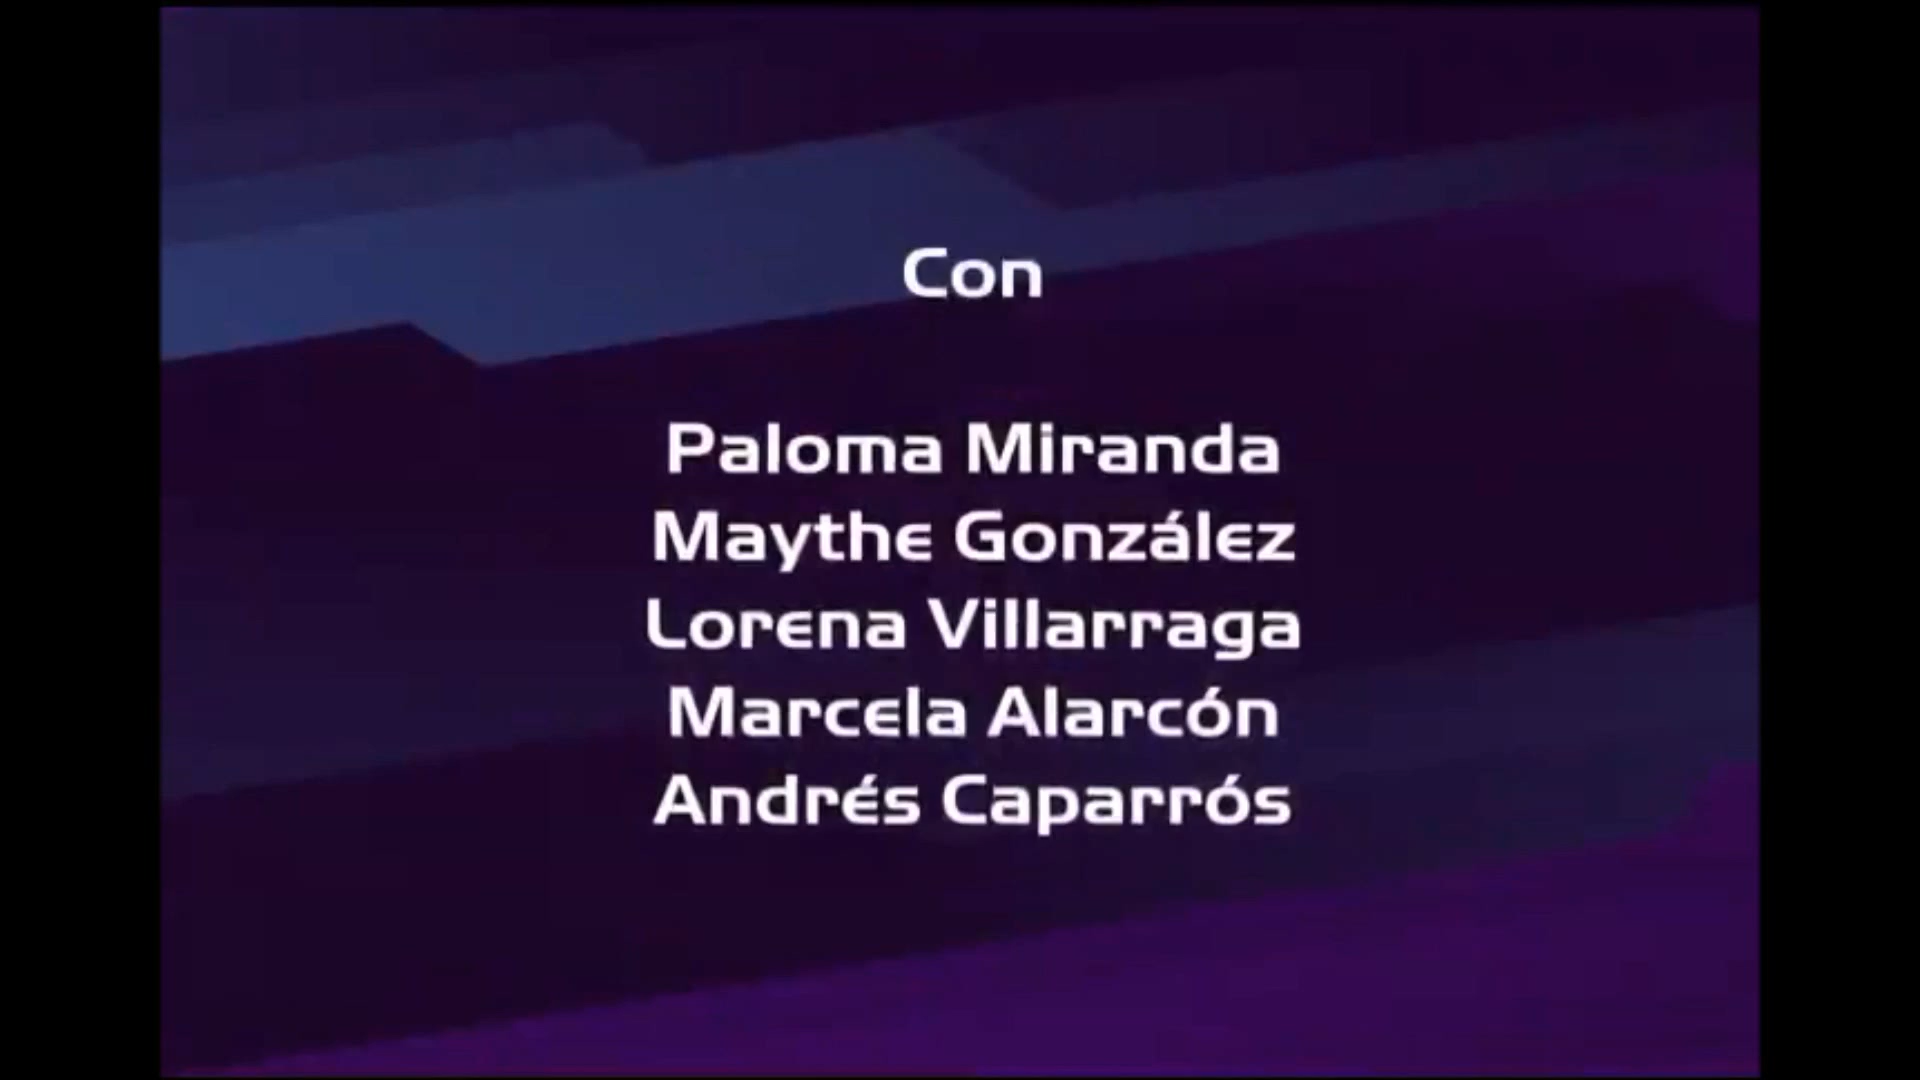 Con
Paloma Miranda
Maythe González
Lorena Villarraga
Marcela Alarcón
Andrés Caparrós